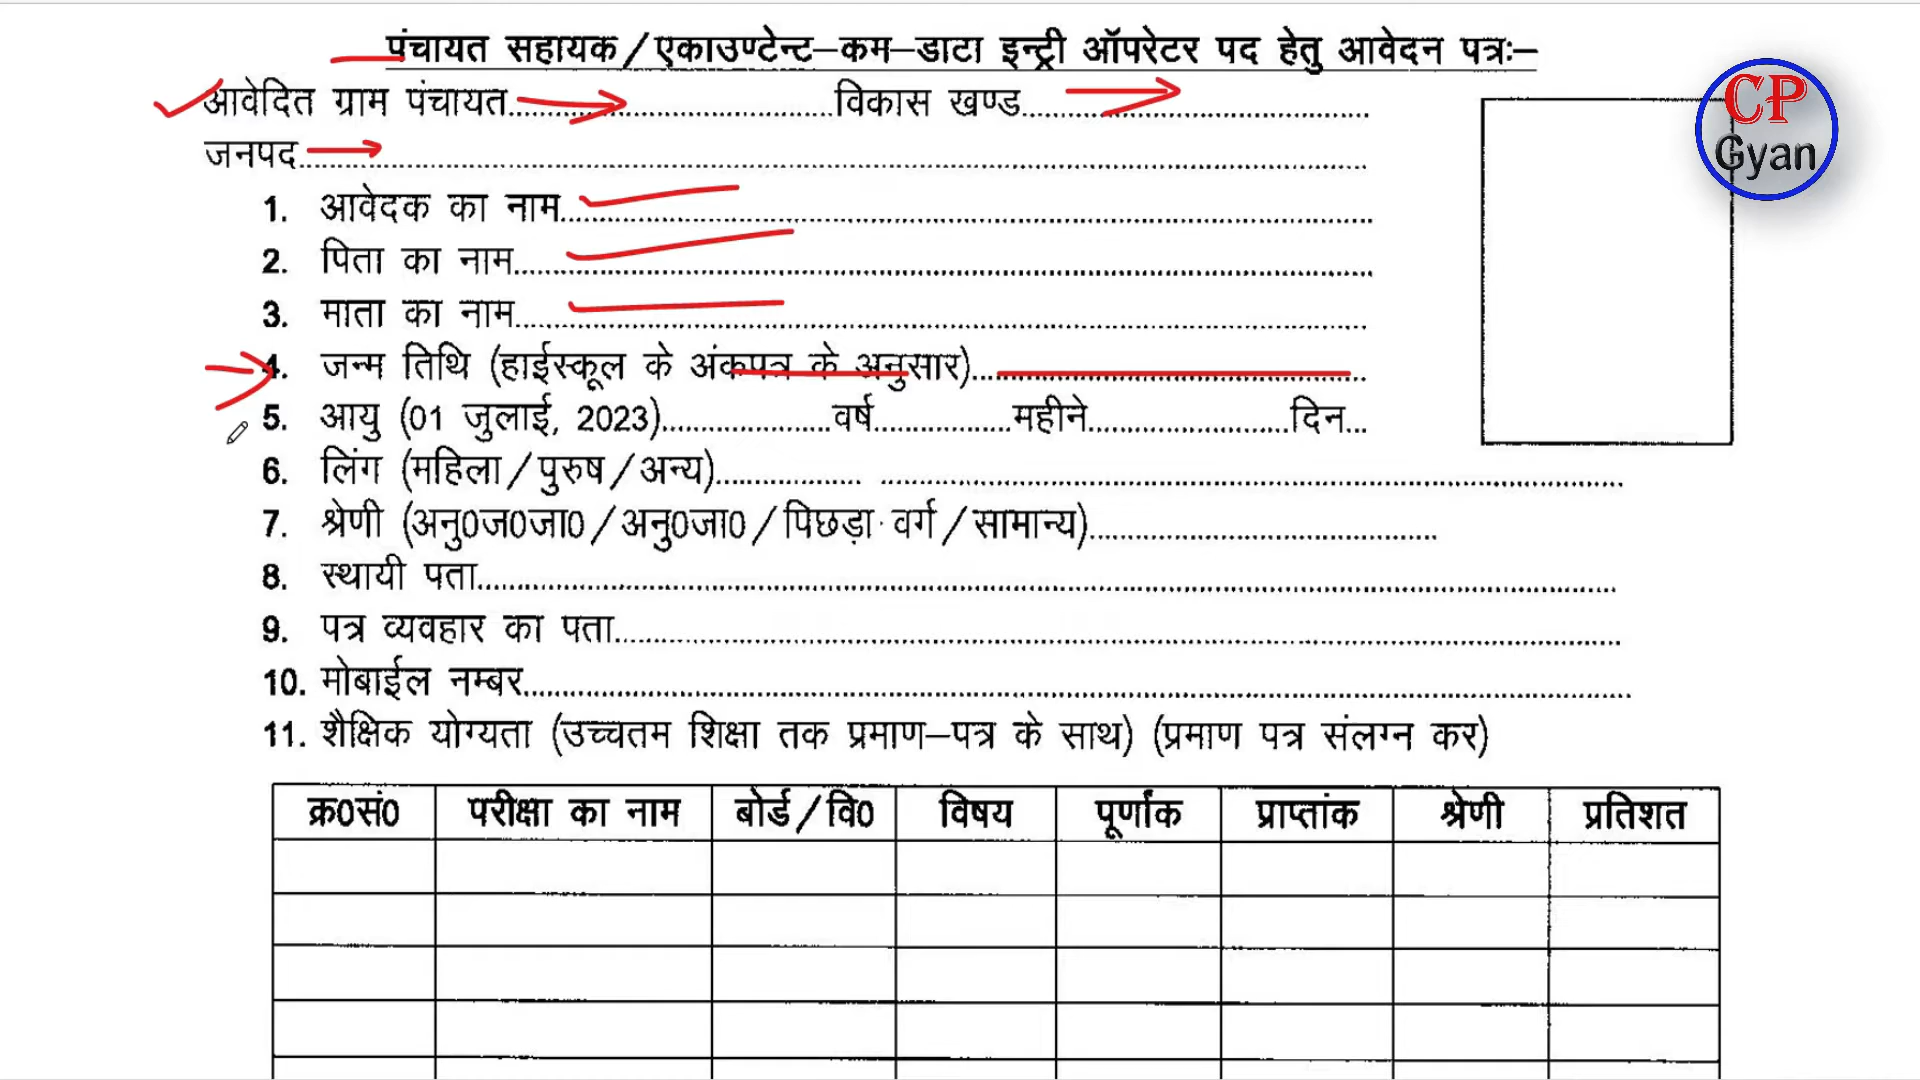 पंचायत सहायक/एकाउण्टेन्ट–कम–डाटा इन्ट्री ऑपरेटर पद हेतु आवेदन पत्रः–
आवेदित ग्राम पंचायत..............................विकास खण्ड..............................
जनपद............................................................
CP
Gyan
1. आवेदक का नाम............................................................
2. पिता का नाम............................................................
3. माता का नाम............................................................
4. जन्म तिथि (हाईस्कूल के अंकपत्र के अनुसार)..............................
5. आयु (01 जुलाई, 2023)...............वर्ष............महीने..................दिन...
6. लिंग (महिला/पुरुष/अन्य)............... ..................................................
7. श्रेणी (अनु0ज0जा0/अनु0जा0/पिछड़ा वर्ग/सामान्य)..............................
8. स्थायी पता............................................................
9. पत्र व्यवहार का पता............................................................
10. मोबाईल नम्बर............................................................
11. शैक्षिक योग्यता (उच्चतम शिक्षा तक प्रमाण–पत्र के साथ) (प्रमाण पत्र संलग्न कर)
क्र0सं0 परीक्षा का नाम बोर्ड/वि0 विषय पूर्णांक प्राप्तांक श्रेणी प्रतिशत